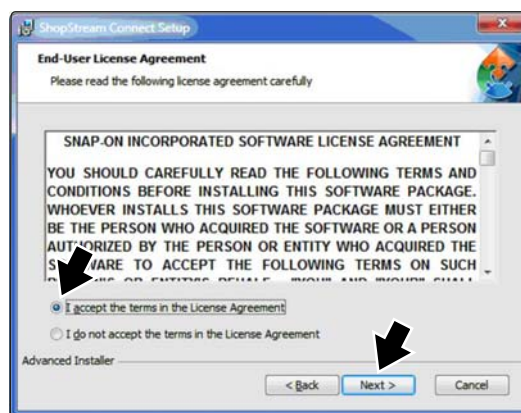 ShopStream Connect Setup
End-User License Agreement
Please read the following license agreement carefully
SNAP-ON INCORPORATED SOFTWARE LICENSE AGREEMENT
YOU SHOULD CAREFULLY READ THE FOLLOWING TERMS AND
CONDITIONS BEFORE INSTALLING THIS SOFTWARE PACKAGE.
WHOEVER INSTALLS THIS SOFTWARE PACKAGE MUST EITHER
BE THE PERSON WHO ACQUIRED THE SOFTWARE OR A PERSON
AUTHORIZED BY THE PERSON OR ENTITY WHO ACQUIRED THE
TO ACCEPT THE FOLLOWING TERMS ON SUCH
I accept the terms in the License Agreement
I do not accept the terms in the License Agreement
Advanced Installer
< Back Next > Cancel